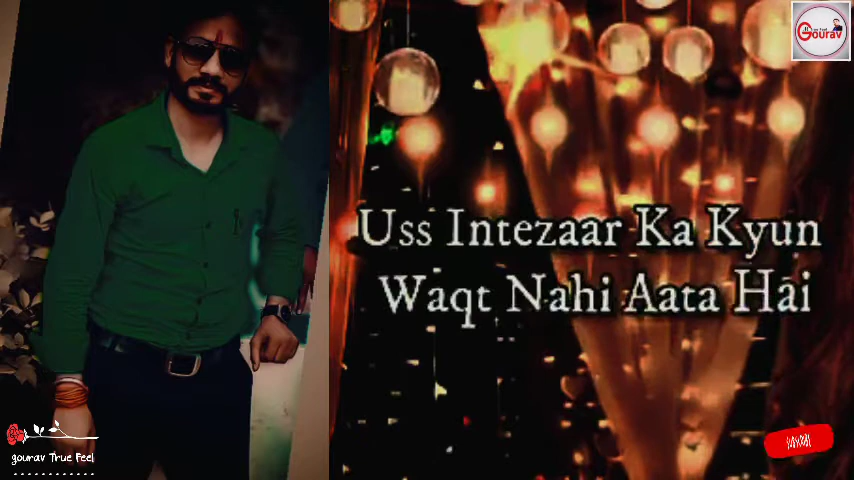 Gourav
Uss Intezaar Ka Kyun
Waqt Nahi Aata Hai
gourav True Feel